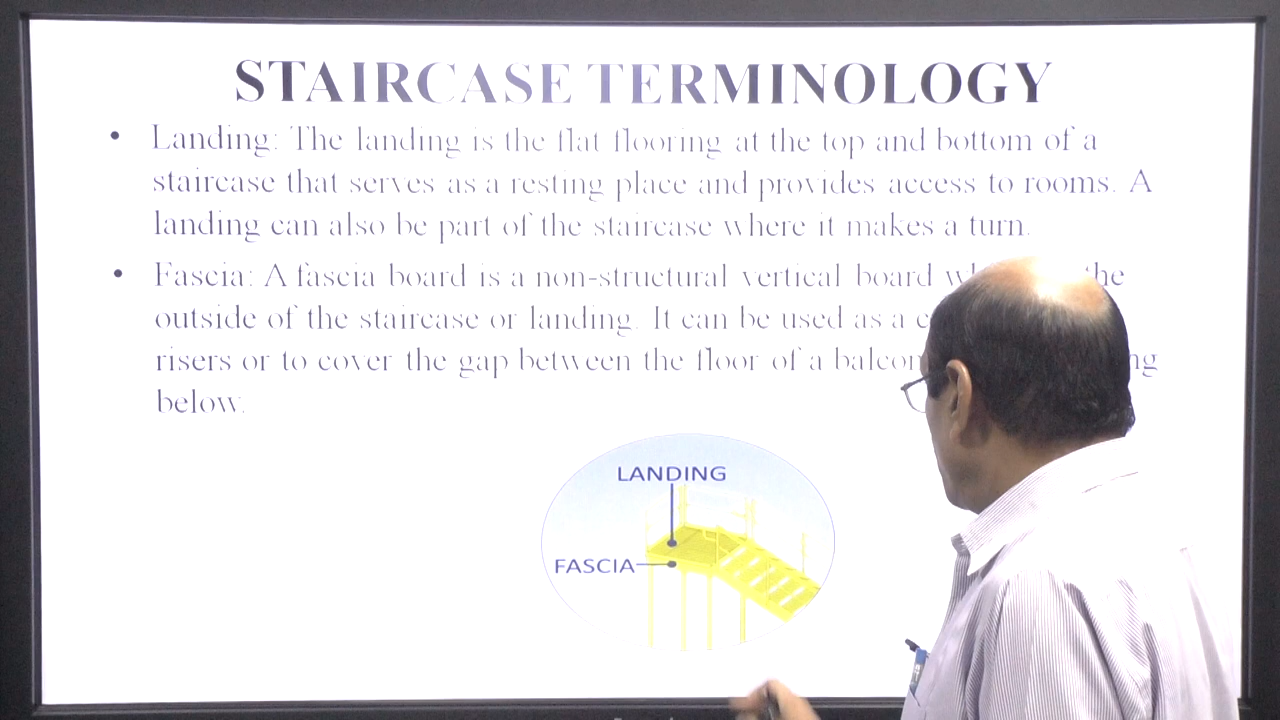 STAIRCASE TERMINOLOGY
• Landing: The landing is the flat flooring at the top and bottom of a
staircase that serves as a resting place and provides access to rooms. A
landing can also be part of the staircase where it makes a turn.
• Fascia: A fascia board is a non-structural vertical board the
outside of the staircase or landing. It can be used as a
risers or to cover the gap between the floor of a
below.
LANDING
FASCIA